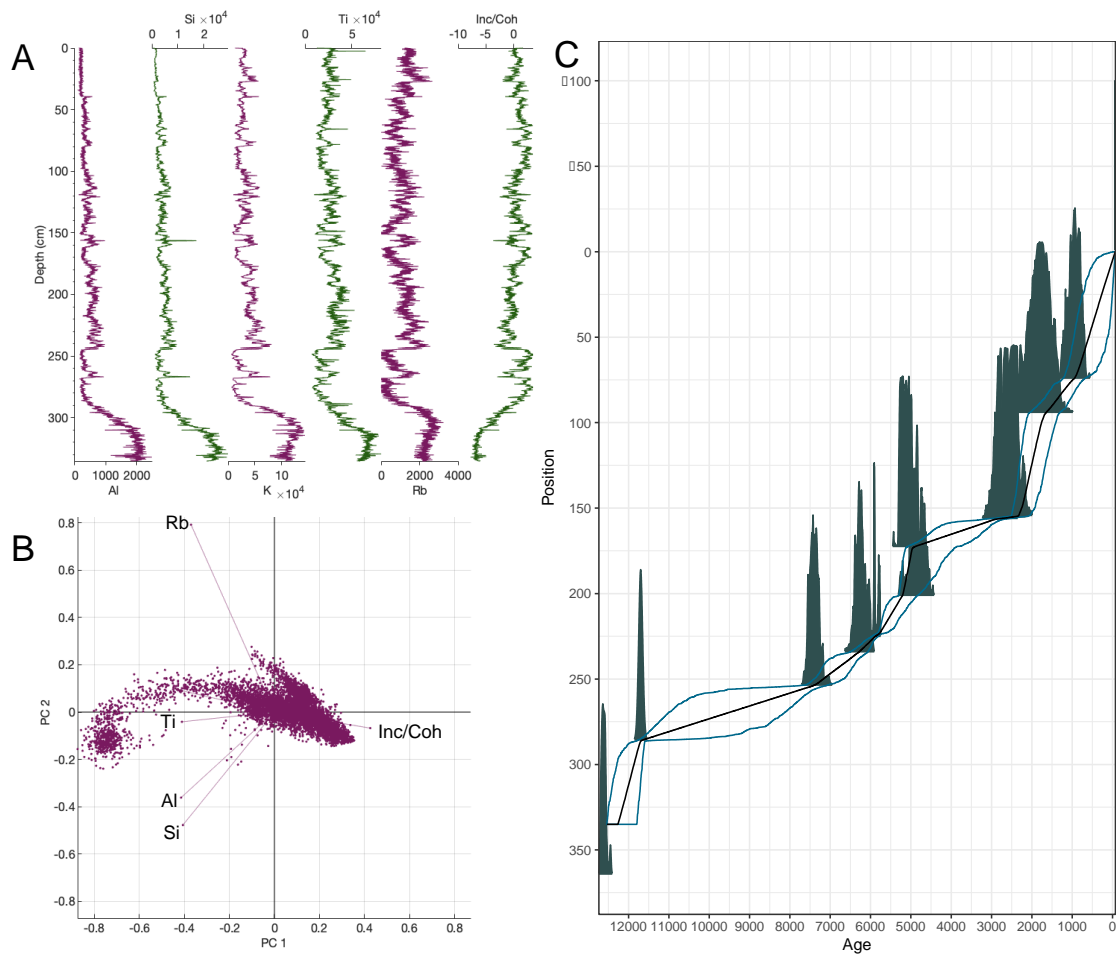 A
Si ×10⁴
Ti ×10⁴
Inc/Coh
0 1 2
0 5
-10 -5 0
Depth (cm)
0
50
100
150
200
250
300
0 1000 2000
Al
0 5 10
K ×10⁴
0 2000 4000
Rb
B
PC 2
0.8
0.6
0.4
0.2
0
-0.2
-0.4
-0.6
-0.8
Rb
Ti
Inc/Coh
Al
Si
-0.8 -0.6 -0.4 -0.2 0 0.2 0.4 0.6 0.8
PC 1
C
Position
▯100
▯50
0
50
100
150
200
250
300
350
12000 11000 10000 9000 8000 7000 6000 5000 4000 3000 2000 1000 0
Age